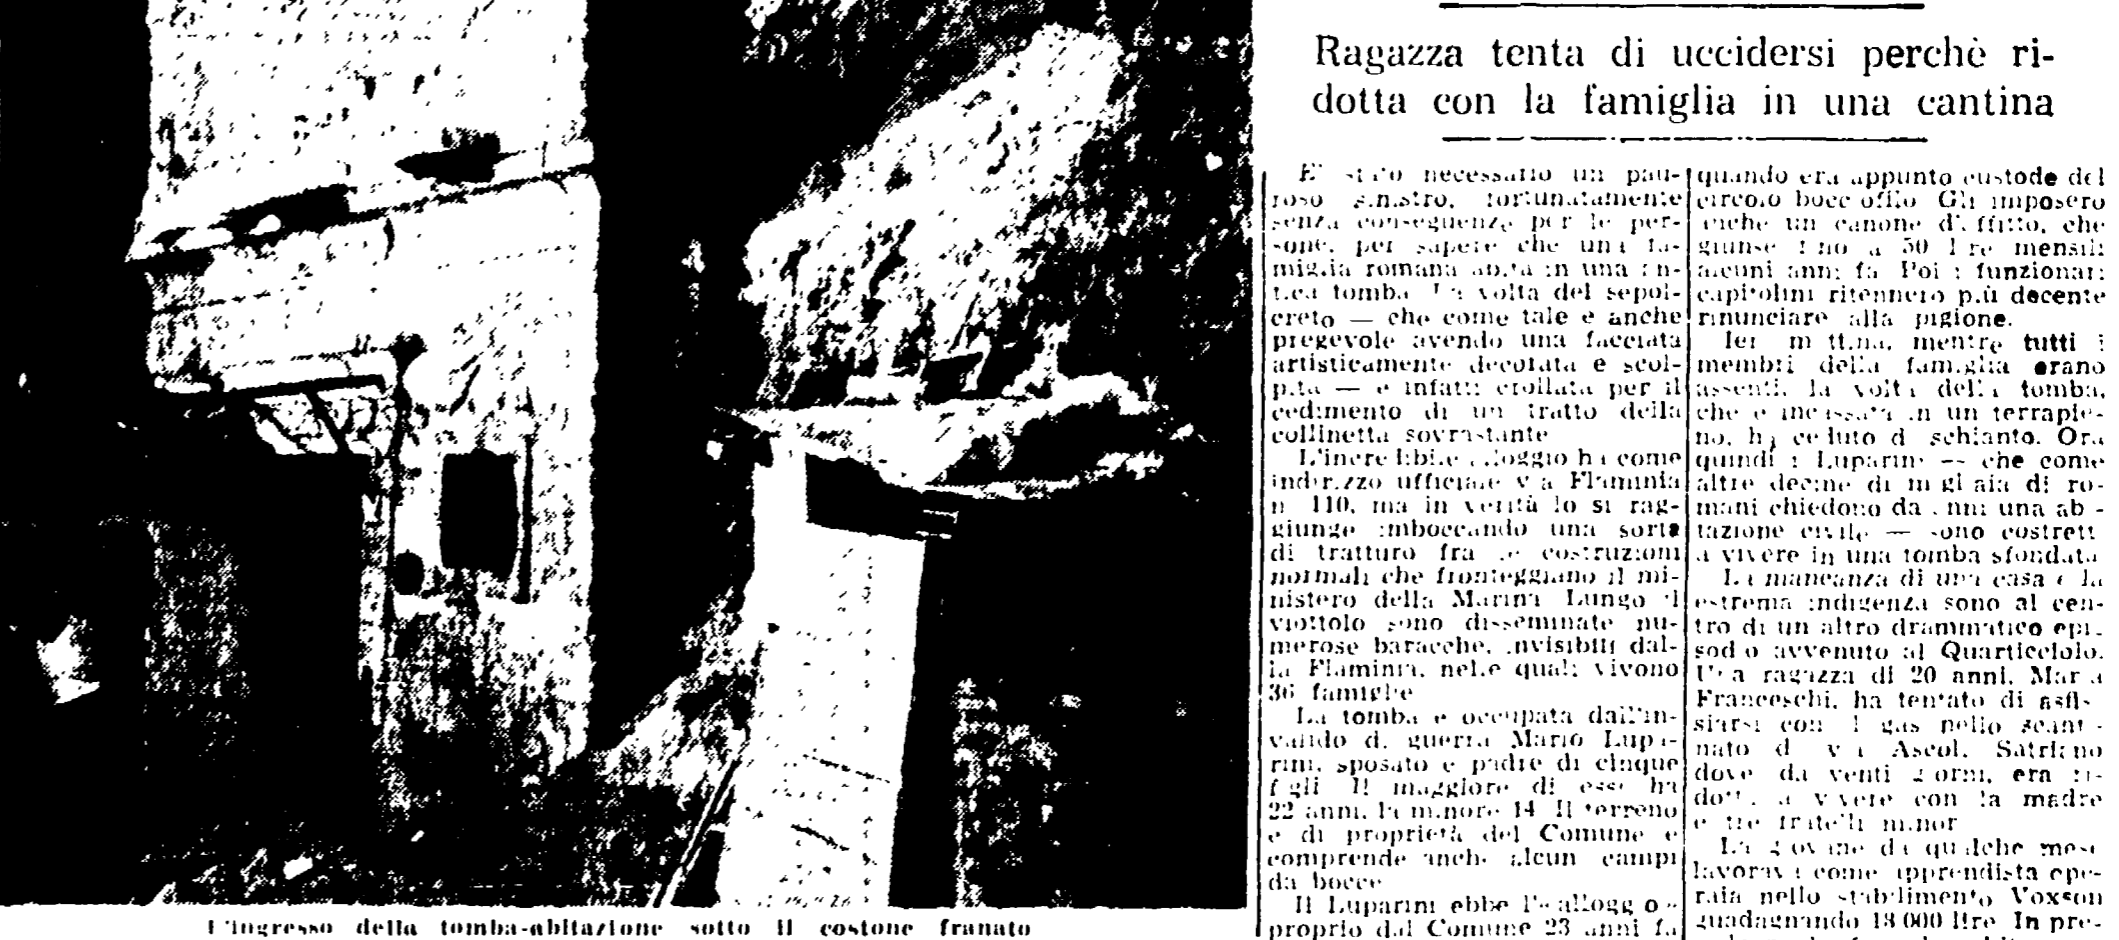 Ragazza tenta di uccidersi perchè ri-
dotta con la famiglia in una cantina
E' stato necessario un pau-
roso sinistro, fortunatamente
senza conseguenze per le per-
sone, per sapere che una fa-
miglia romana abita in una an-
tica tomba. La volta del sepol-
creto — che come tale è anche
pregevole avendo una facciata
artisticamente decorata e scol-
pita — è infatti crollata per il
cedimento di un tratto della
collinetta sovrastante
L'incredibile alloggio ha come
indirizzo ufficiale via Flaminia
n. 110, ma in verità lo si rag-
giunge imboccando una sorta
di tratturo fra le costruzioni
normali che fronteggiano il mi-
nistero della Marina Lungo il
viottolo sono disseminate nu-
merose baracche, invisibili dal-
la Flaminia, nelle quali vivono
36 famiglie
La tomba è occupata dall'in-
valido di guerra Mario Lupa-
rini, sposato e padre di cinque
figli Il maggiore di essi ha
22 anni, la minore 14 Il terreno
è di proprietà del Comune e
comprende anche alcuni campi
da bocce
Il Luparini ebbe l'alloggio
proprio dal Comune 23 anni fa
quando era appunto custode del
circolo bocciofilo Gli imposero
anche un canone d'affitto, che
giunse fino a 50 lire mensili
alcuni anni fa Poi i funzionari
capitolini ritennero più decente
rinunciare alla pigione.
Ieri mattina, mentre tutti i
membri della famiglia erano
assenti, la volta della tomba,
che è incassata in un terraple-
no, ha ceduto di schianto. Ora
quindi i Luparini — che come
altre decine di migliaia di ro-
mani chiedono da anni una abi-
tazione civile — sono costretti
a vivere in una tomba sfondata
La mancanza di una casa e la
estrema indigenza sono al cen-
tro di un altro drammatico epi-
sodio avvenuto al Quarticciolo.
Una ragazza di 20 anni, Maria
Franceschi, ha tentato di asfis-
siarsi con il gas nello scanti-
nato di via Ascoli Satriano
dove da venti giorni, era ri-
dotta a vivere con la madre
e tre fratelli minori
La giovane da qualche mese
lavorava come apprendista ope-
raia nello stabilimento Voxson
guadagnando 18 000 lire In pre-
L'ingresso della tomba-abitazione sotto il costone franato